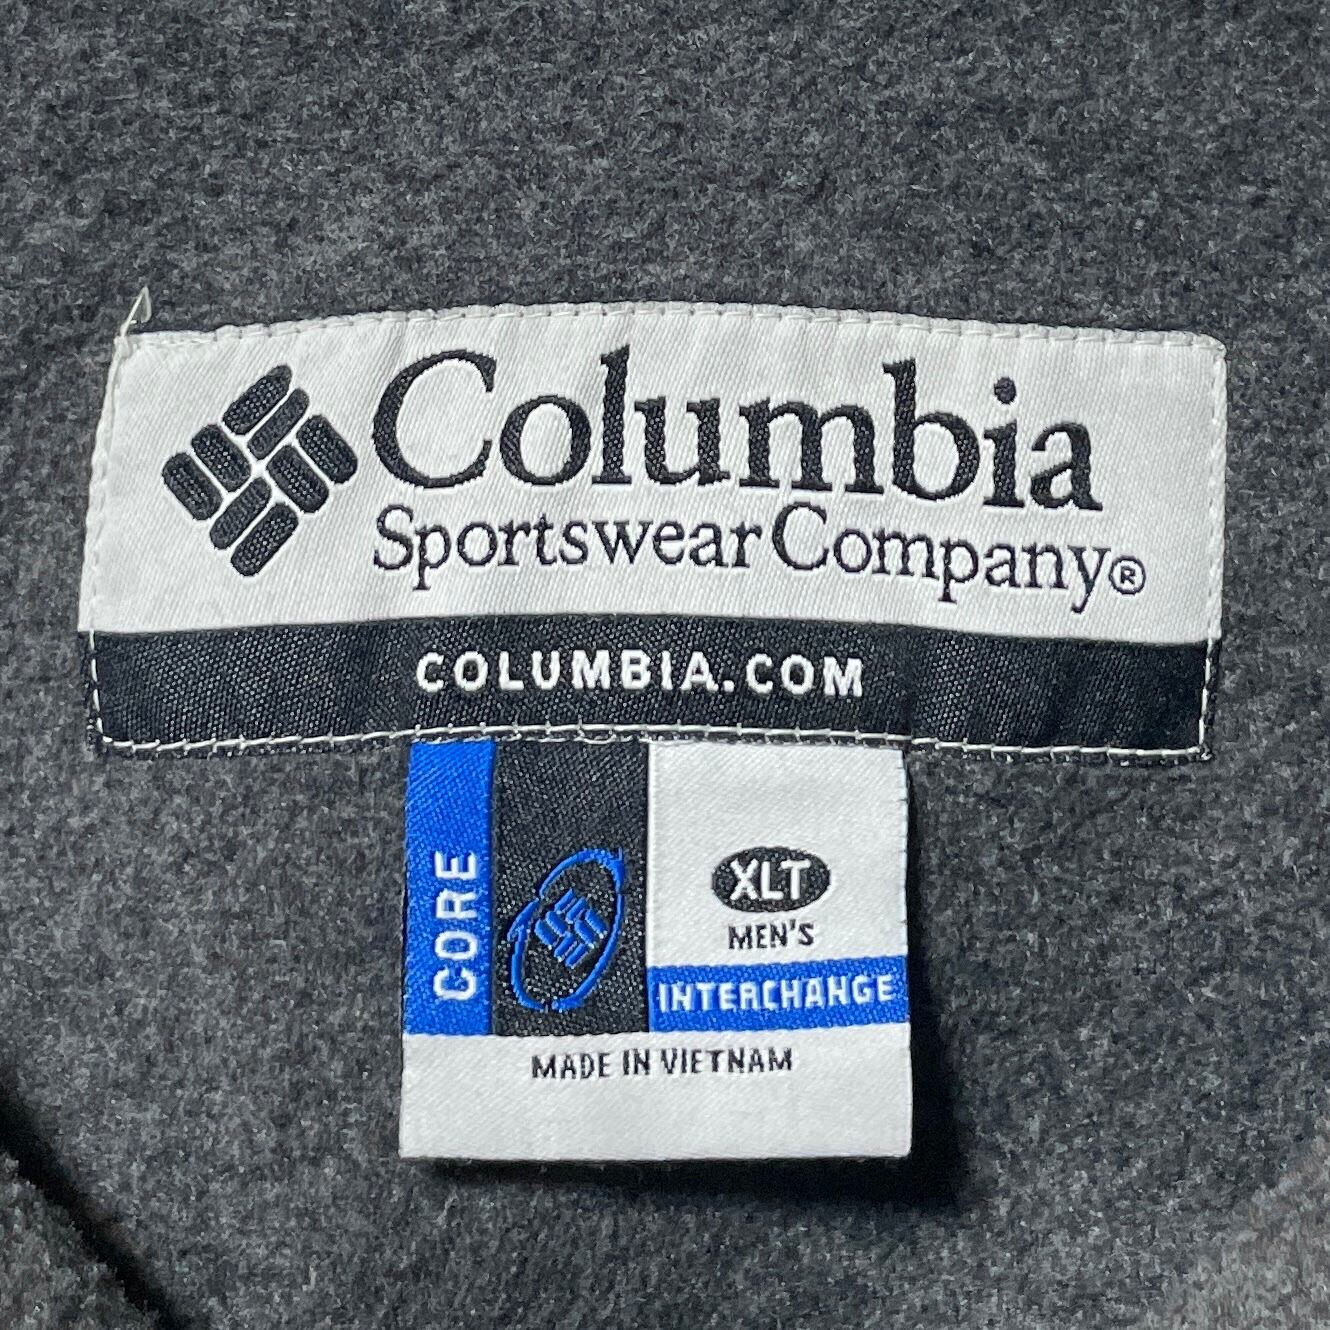 Columbia
Sportswear Company®
COLUMBIA.COM
CORE
XLT
MEN'S
INTERCHANGE
MADE IN VIETNAM